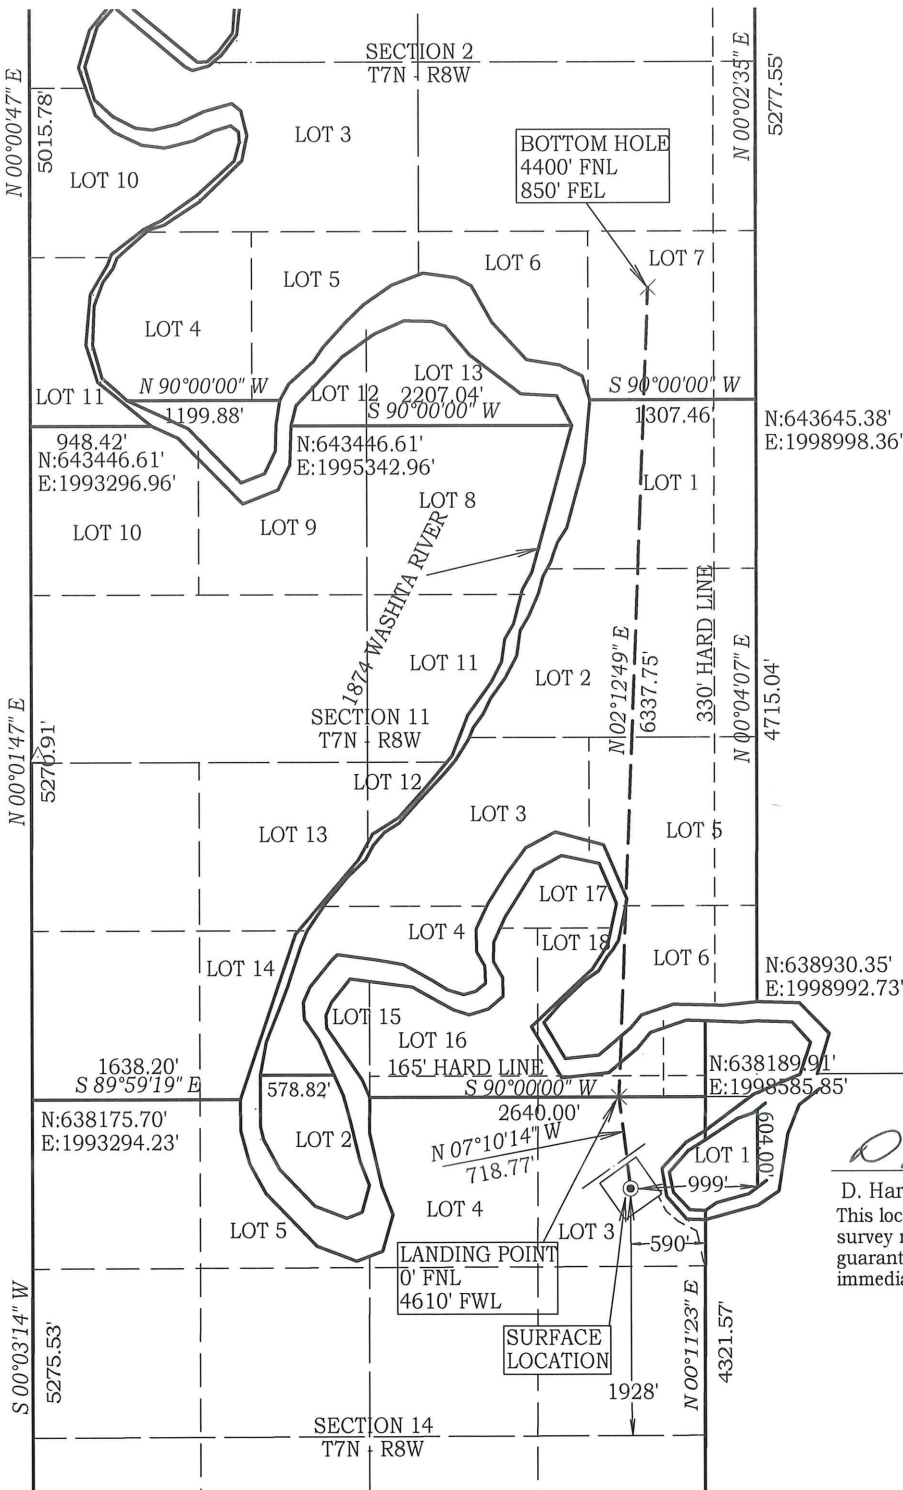 SECTION 2
T7N - R8W
N 00°00'47" E
5015.78'
N 00°02'35" E
5277.55'
LOT 3
LOT 10
BOTTOM HOLE
4400' FNL
850' FEL
LOT 5
LOT 6
LOT 7
LOT 4
LOT 11
N 90°00'00" W
1199.88'
LOT 12
LOT 13
2207.04'
S 90°00'00" W
S 90°00'00" W
1307.46'
N:643645.38'
E:1998998.36'
948.42'
N:643446.61'
E:1993296.96'
N:643446.61'
E:1995342.96'
LOT 1
LOT 10
LOT 9
LOT 8
1874 WASHITA RIVER
LOT 11
LOT 2
N 02°12'49" E
6337.75'
330' HARD LINE
N 00°04'07" E
4715.04'
SECTION 11
T7N - R8W
N 00°01'47" E
5270.91'
LOT 12
LOT 13
LOT 3
LOT 5
LOT 17
LOT 4
LOT 18
LOT 14
LOT 6
N:638930.35'
E:1998992.73'
LOT 15
LOT 16
1638.20'
S 89°59'19" E
578.82'
165' HARD LINE
S 90°00'00" W
2640.00'
N:638189.91'
E:1998585.85'
N:638175.70'
E:1993294.23'
LOT 2
N 07°10'14" W
718.77'
LOT 1
604.00'
999'
LOT 5
LOT 4
LOT 3
590'
D. Har
This loc
survey
guarant
immedia
LANDING POINT
0' FNL
4610' FWL
SURFACE
LOCATION
1928'
S 00°03'14" W
5275.53'
N 00°11'23" E
4321.57'
SECTION 14
T7N - R8W